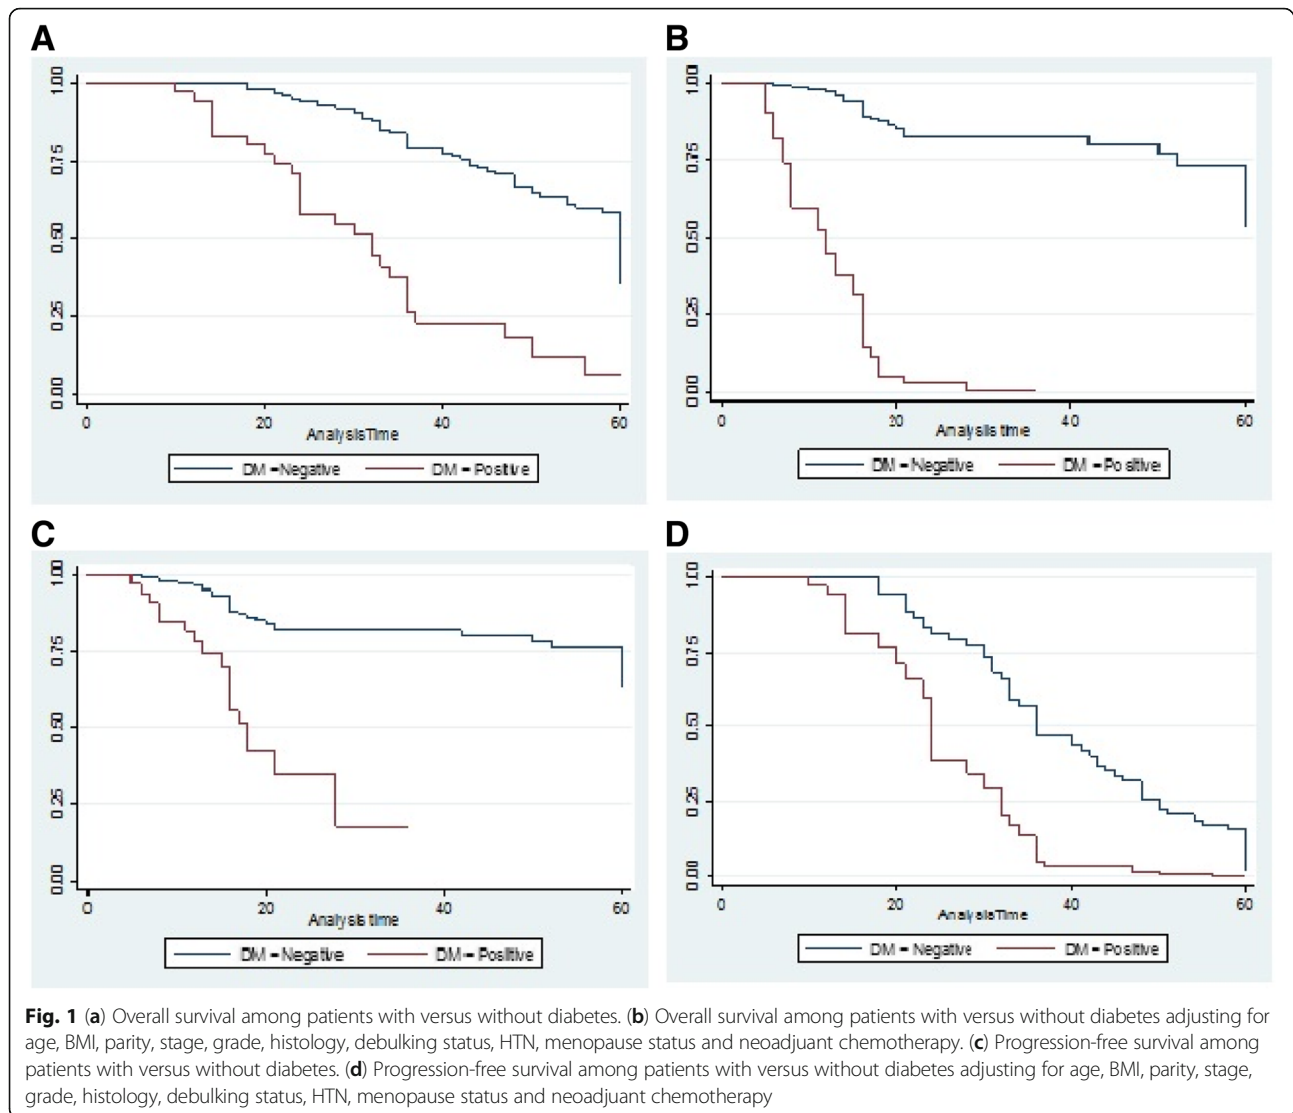 A
1.00
0.75
0.50
0.25
0.00
0 20 40 60
Analysis Time
DM = Negative DM = Positive
B
1.00
0.75
0.50
0.25
0.00
0 20 40 60
Analysis time
DM = Negative DM = Positive
C
1.00
0.75
0.50
0.25
0.00
0 20 40 60
Analysis time
DM = Negative DM = Positive
D
1.00
0.75
0.50
0.25
0.00
0 20 40 60
Analysis Time
DM = Negative DM = Positive
Fig. 1 (a) Overall survival among patients with versus without diabetes. (b) Overall survival among patients with versus without diabetes adjusting for
age, BMI, parity, stage, grade, histology, debulking status, HTN, menopause status and neoadjuant chemotherapy. (c) Progression-free survival among
patients with versus without diabetes. (d) Progression-free survival among patients with versus without diabetes adjusting for age, BMI, parity, stage,
grade, histology, debulking status, HTN, menopause status and neoadjuant chemotherapy